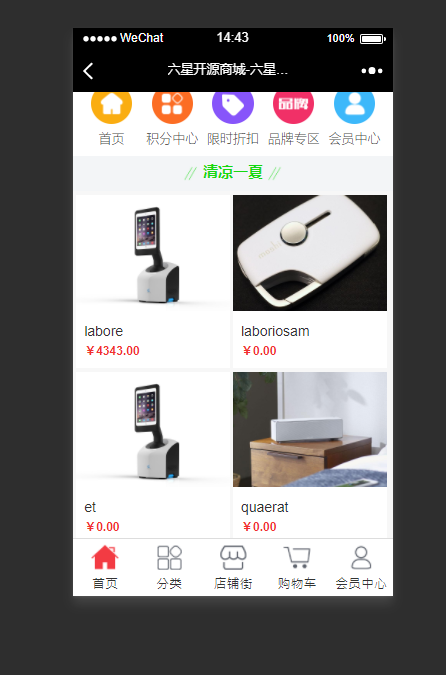 ●●●●● WeChat 14:43 100%
六星开源商城-六星...
品牌
首页 积分中心 限时折扣 品牌专区 会员中心
// 清凉一夏 //
labore laboriosam
￥4343.00 ￥0.00
et quaerat
￥0.00 ￥0.00
首页 分类 店铺街 购物车 会员中心